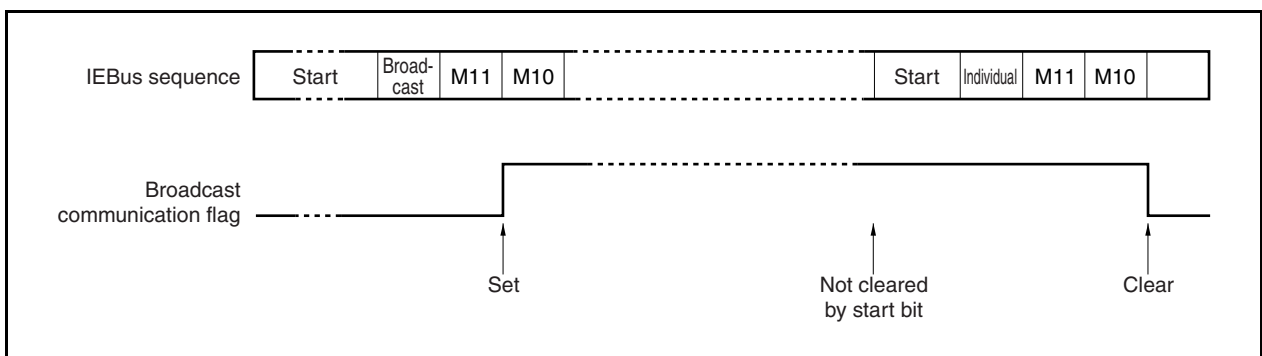 IEBus sequence
Start
Broad-
cast
M11
M10
Start
Individual
M11
M10
Broadcast
communication flag
Set
Not cleared
by start bit
Clear